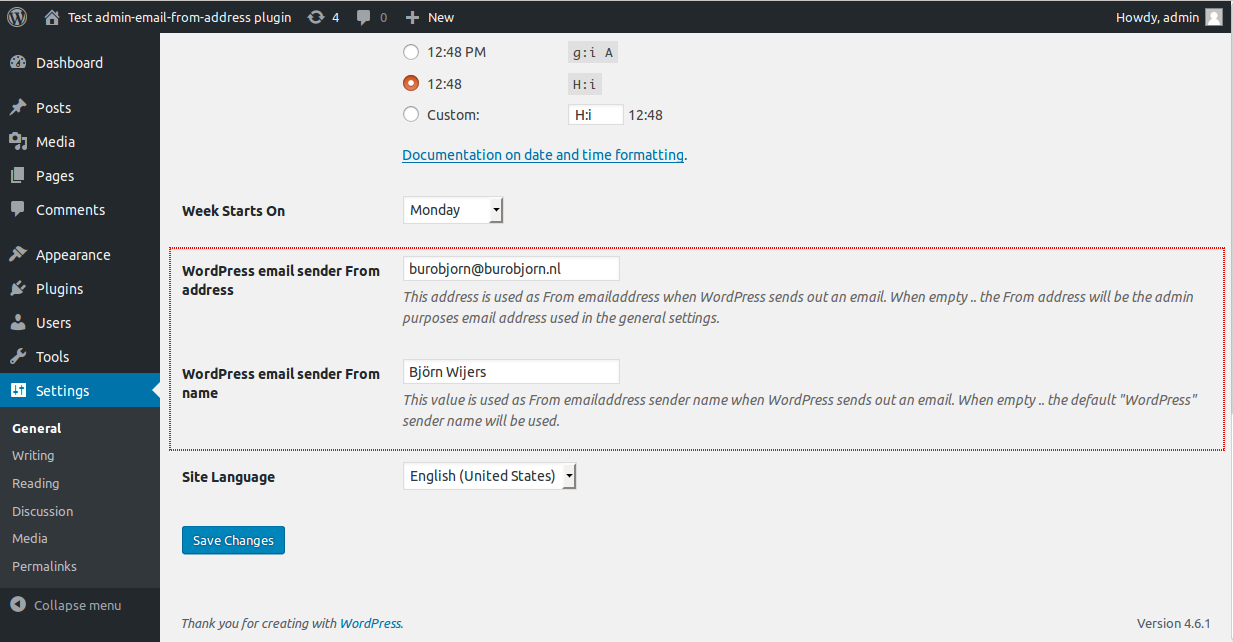 Test admin-email-from-address plugin 4 0 New Howdy, admin
Dashboard
Posts
Media
Pages
Comments
Appearance
Plugins
Users
Tools
Settings
General
Writing
Reading
Discussion
Media
Permalinks
Collapse menu
12:48 PM g:i A
12:48 H:i
Custom: H:i 12:48
Documentation on date and time formatting.
Week Starts On Monday
WordPress email sender From
address
burobjorn@burobjorn.nl
This address is used as From emailaddress when WordPress sends out an email. When empty .. the From address will be the admin
purposes email address used in the general settings.
WordPress email sender From
name
Björn Wijers
This value is used as From emailaddress sender name when WordPress sends out an email. When empty .. the default "WordPress"
sender name will be used.
Site Language English (United States)
Save Changes
Thank you for creating with WordPress. Version 4.6.1